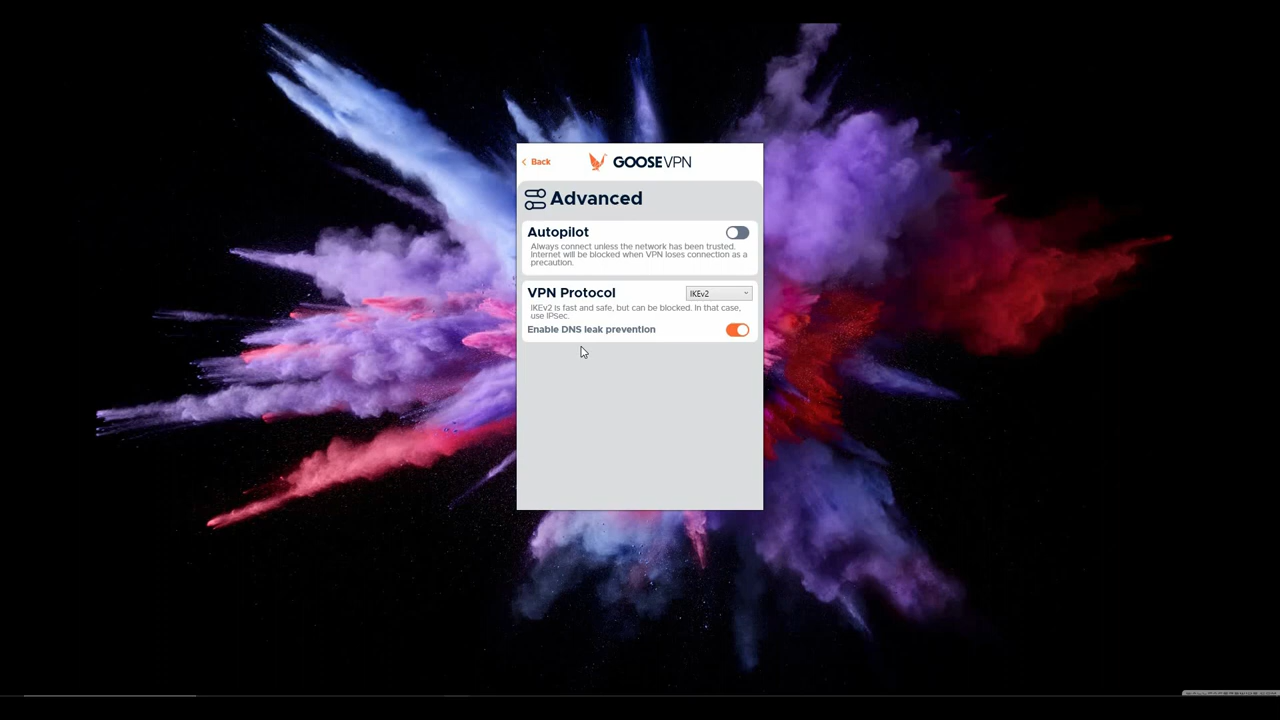 Back
GOOSEVPN
Advanced
Autopilot
Always connect unless the network has been trusted.
Internet will be blocked when VPN loses connection as a
precaution.
VPN Protocol
IKEv2
IKEv2 is fast and safe, but can be blocked. In that case,
use IPSec.
Enable DNS leak prevention